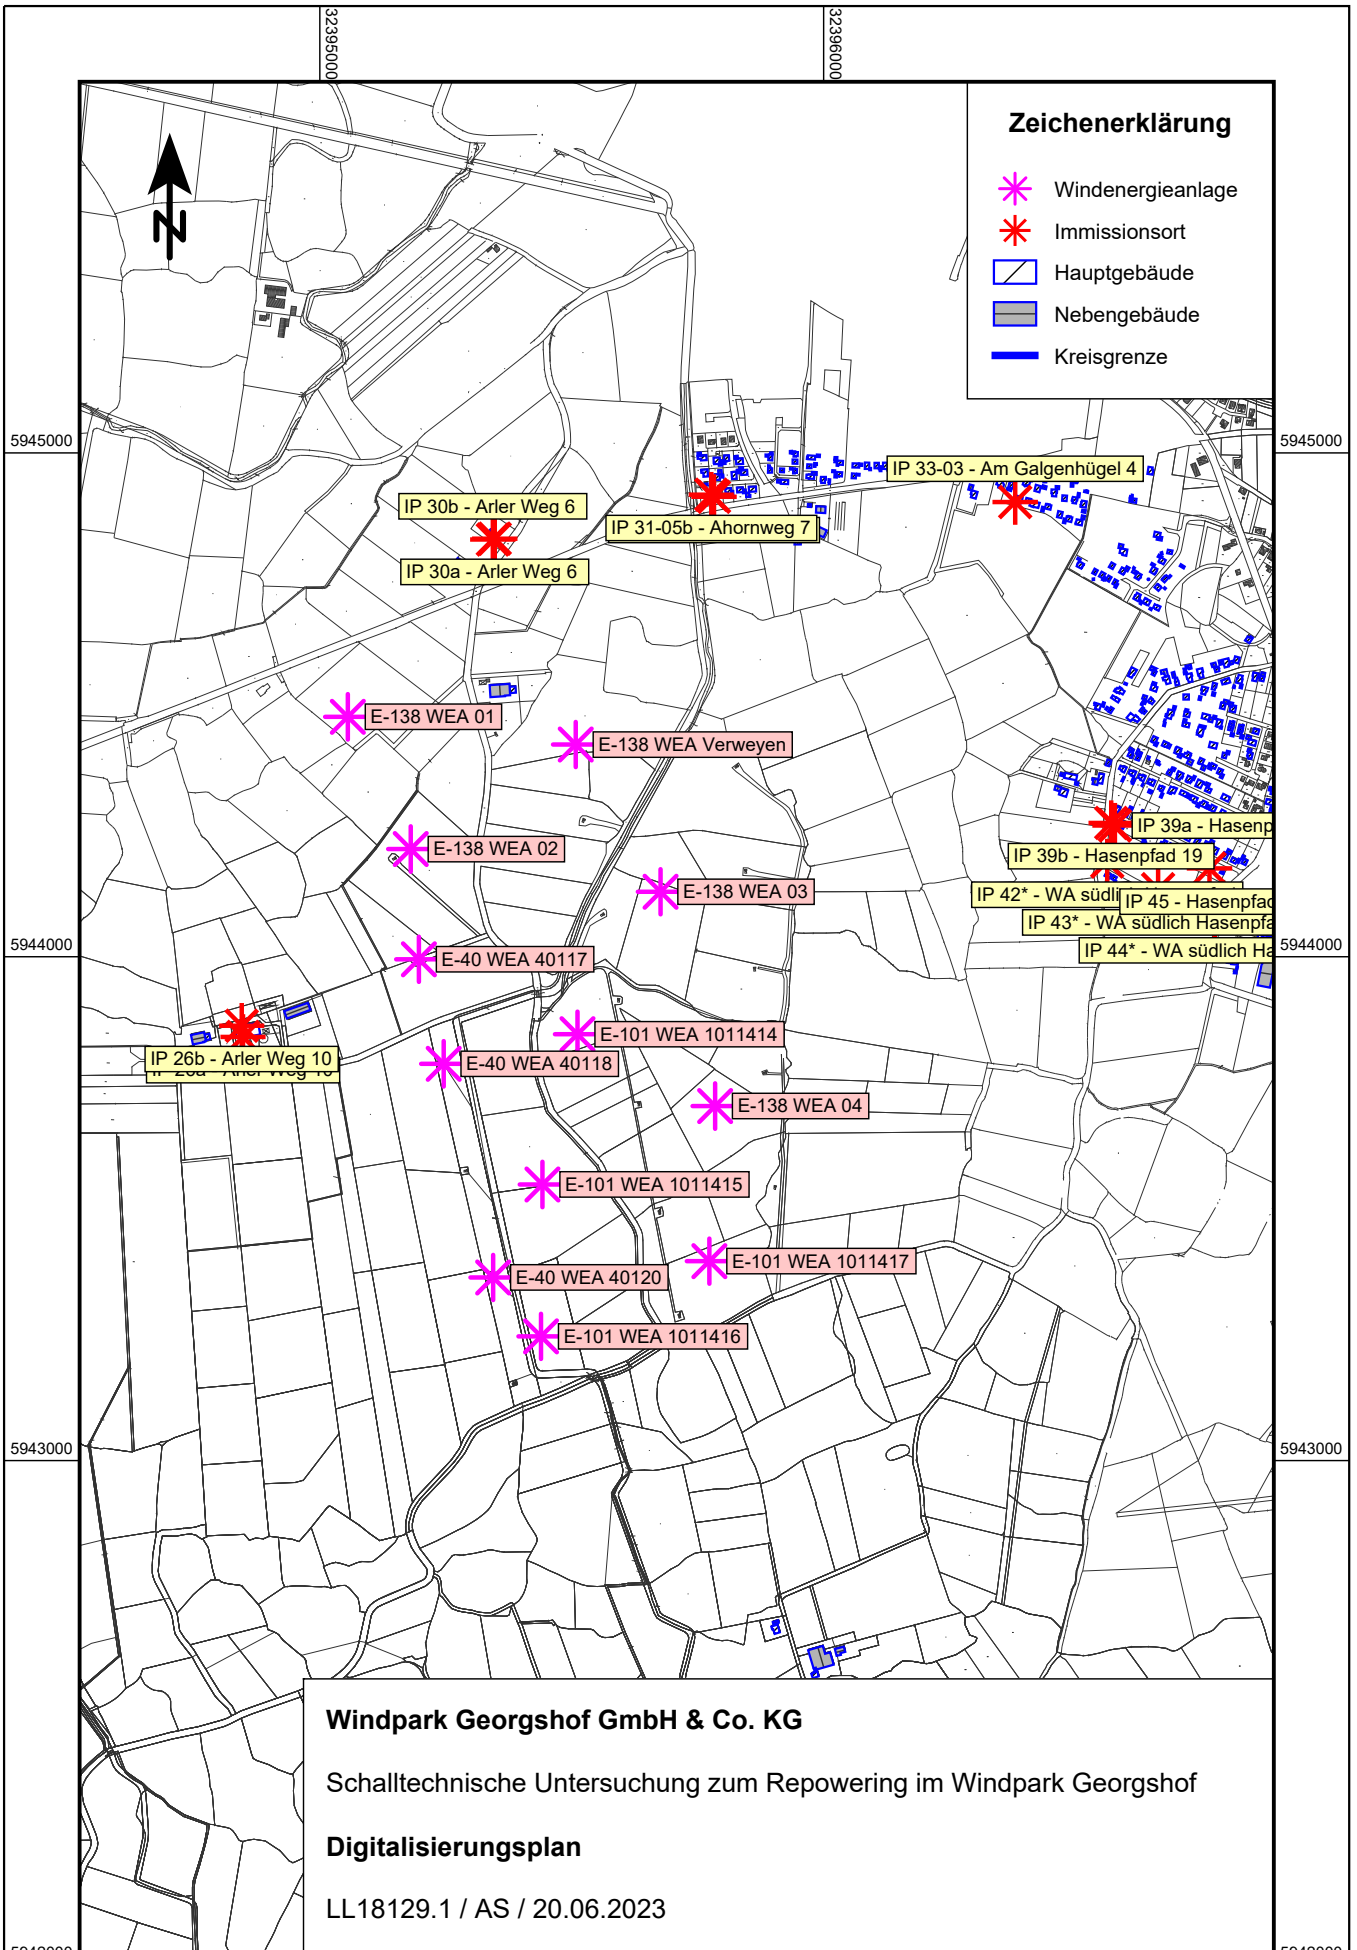 32395000
32396000
Zeichenerklärung
Windenergieanlage
Immissionsort
Hauptgebäude
Nebengebäude
Kreisgrenze
N
5945000
5945000
IP 33-03 - Am Galgenhügel 4
IP 30b - Arler Weg 6
IP 31-05b - Ahornweg 7
IP 30a - Arler Weg 6
E-138 WEA 01
E-138 WEA Verweyen
IP 39a - Hasenp
E-138 WEA 02
IP 39b - Hasenpfad 19
E-138 WEA 03
IP 42* - WA südli
IP 45 - Hasenpfad
IP 43* - WA südlich Hasenpfa
5944000
5944000
IP 44* - WA südlich Ha
E-40 WEA 40117
E-101 WEA 1011414
IP 26b - Arler Weg 10
E-40 WEA 40118
E-138 WEA 04
E-101 WEA 1011415
E-101 WEA 1011417
E-40 WEA 40120
E-101 WEA 1011416
5943000
5943000
Windpark Georgshof GmbH & Co. KG
Schalltechnische Untersuchung zum Repowering im Windpark Georgshof
Digitalisierungsplan
LL18129.1 / AS / 20.06.2023